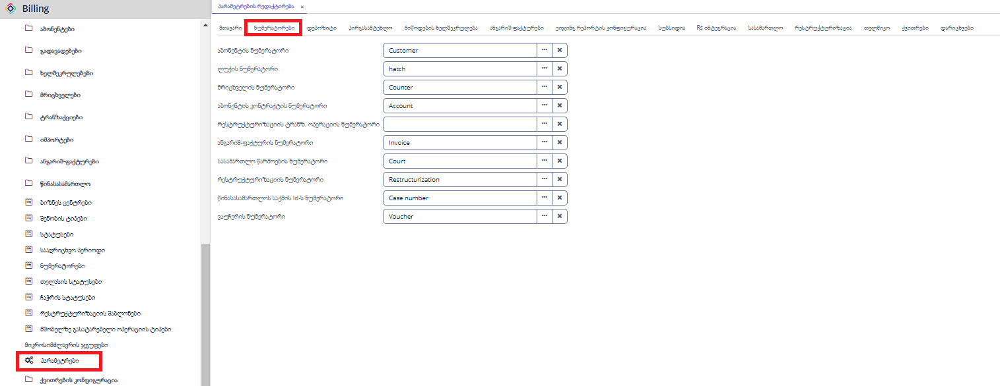 Billing
აბონენტები
გადავადებები
ხელშეკრულებები
მრიცხველები
ტრანზაქციები
იმპორტები
ანგარიშ-ფაქტურები
წინასასამართლო
ბიზნეს ცენტრები
შენობის ტიპები
სტატუსები
სააღრიცხვო პერიოდი
ნუმერატორები
თელასის სტატუსები
ჩაჭრის სტატუსები
რესტრუქტურიზაციის შაბლონები
მშობელზე გასატარებელი ოპერაციის ტიპები
მიკროსიმძლავრის ჯგუფები
პარამეტრები
ქვითრების კონფიგურაცია
პარამეტრების რედაქტირება ×
მთავარი ნუმერატორები დეპოზიტი პირგასამტეხლო მიწოდების ხელშეკრულება ანგარიშ-ფაქტურები ეიჯინგ რეპორტის კონფიგურაცია სუბსიდია Rs ინტეგრაცია სასამართლო რესტრუქტურიზაცია თელმიკო ქვითრები დარიცხვები
აბონენტის ნუმერატორი Customer
ლუქის ნუმერატორი hatch
მრიცხველის ნუმერატორი Counter
აბონენტის კონტრაქტის ნუმერატორი Account
რესტრუქტურიზაციის ტრანზ. ოპერაციის ნუმერატორი
ანგარიშ-ფაქტურის ნუმერატორი Invoice
სასამართლო წარმოების ნუმერატორი Court
რესტრუქტურიზაციის ნუმერატორი Restructurization
წინასასამართლოს საქმის Id-ს ნუმერატორი Case number
ვაუჩერის ნუმერატორი Voucher